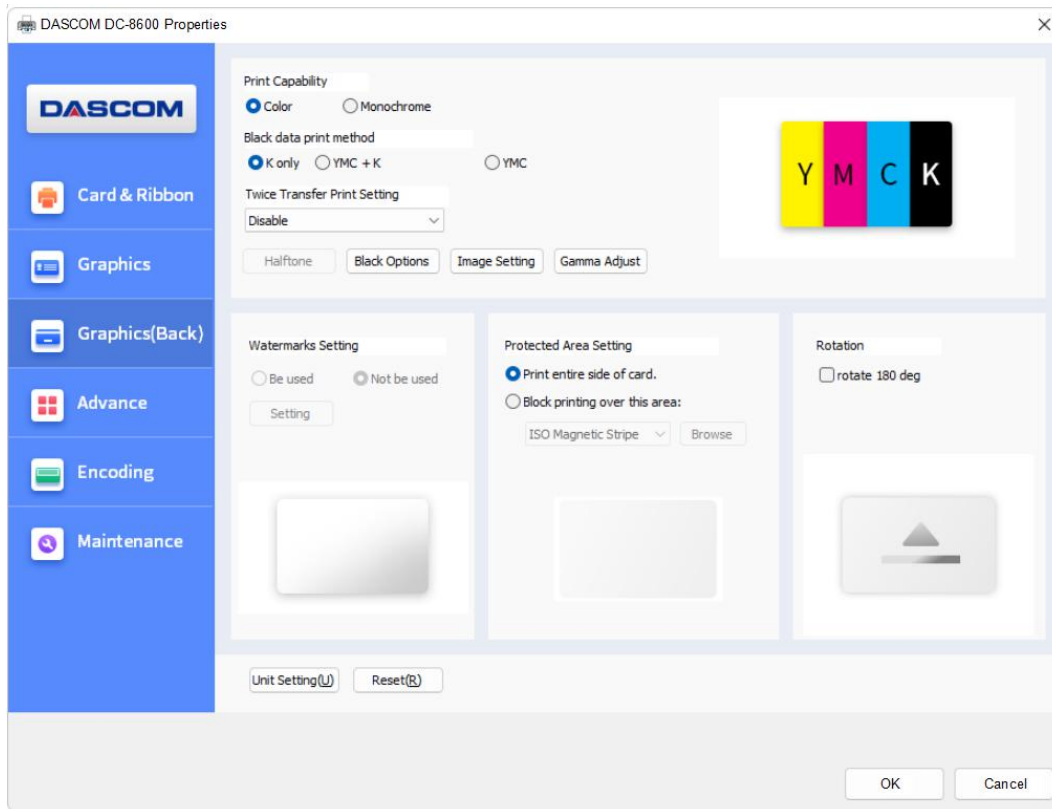 DASCOM DC-8600 Properties
DASCOM
Card & Ribbon
Graphics
Graphics(Back)
Advance
Encoding
Maintenance
Print Capability
Color Monochrome
Black data print method
K only YMC + K YMC
Twice Transfer Print Setting
Disable
Halftone Black Options Image Setting Gamma Adjust
Y M C K
Watermarks Setting
Be used Not be used
Setting
Protected Area Setting
Print entire side of card.
Block printing over this area:
ISO Magnetic Stripe Browse
Rotation
rotate 180 deg
Unit Setting(U) Reset(R)
OK Cancel